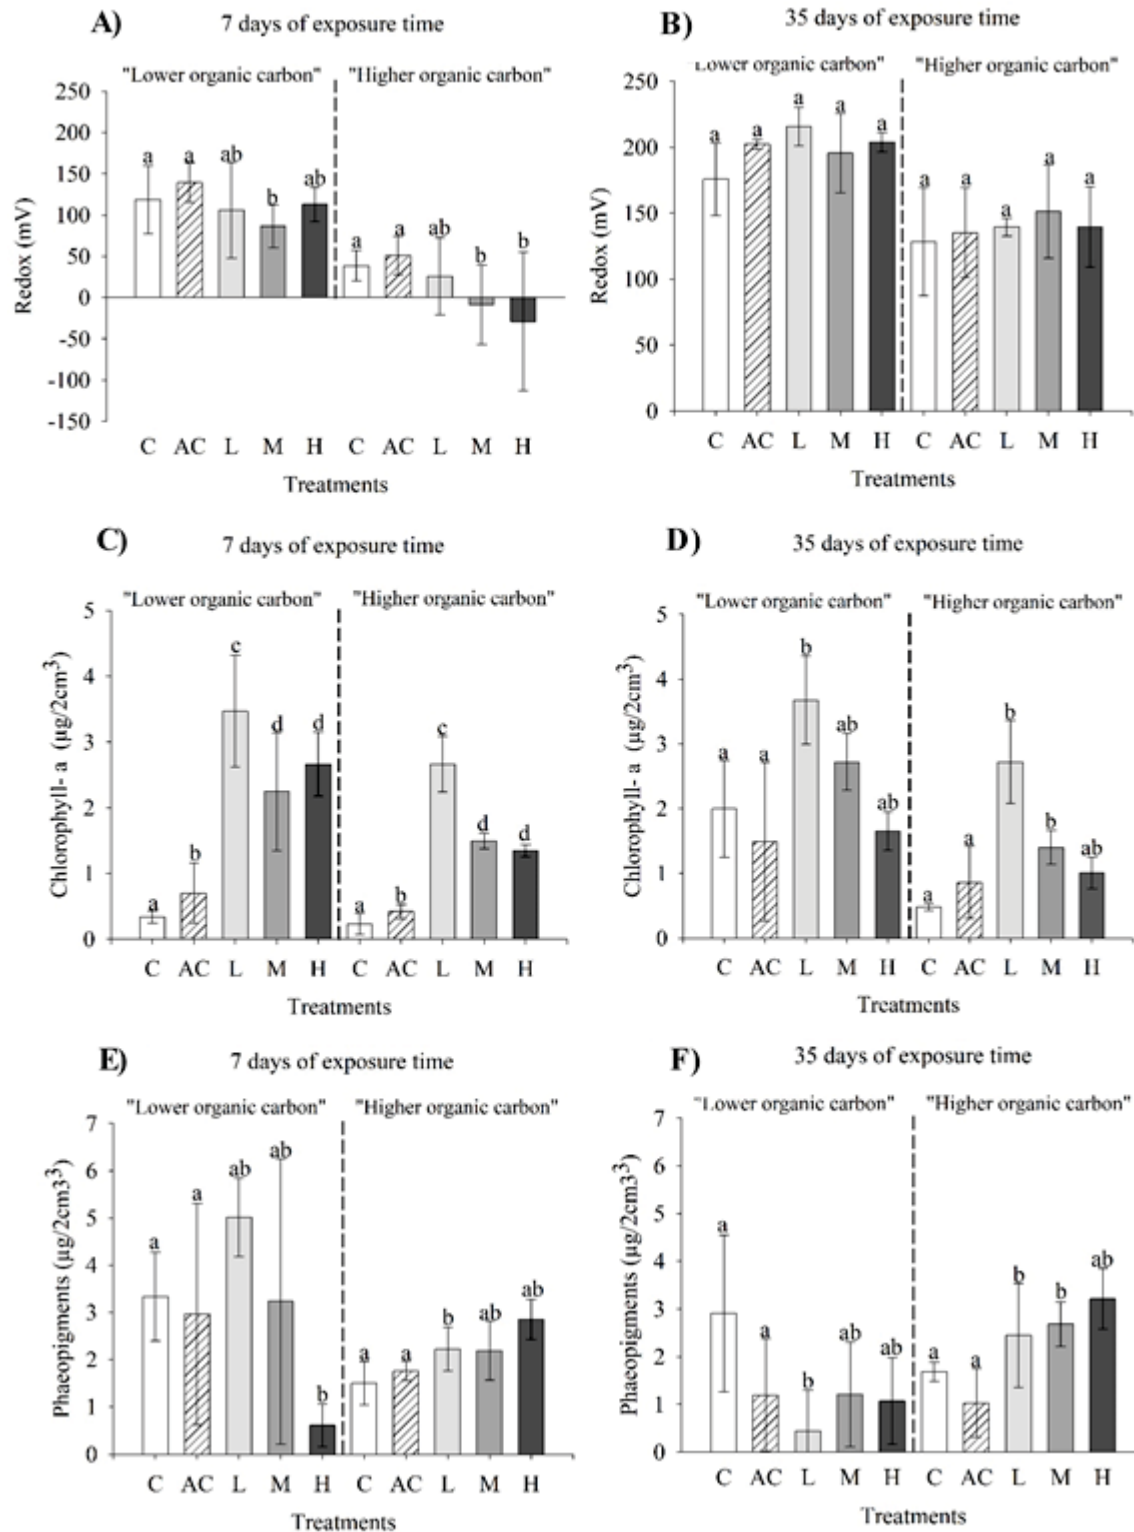 A) 7 days of exposure time
"Lower organic carbon" "Higher organic carbon"
250
200
150
100
50
0
-50
-100
-150
Redox (mV)
a a ab b ab a a ab b b
C AC L M H C AC L M H
Treatments
B) 35 days of exposure time
"Lower organic carbon" "Higher organic carbon"
250
200
150
100
50
0
Redox (mV)
a a a a a a a a a a
C AC L M H C AC L M H
Treatments
C) 7 days of exposure time
"Lower organic carbon" "Higher organic carbon"
5
4
3
2
1
0
Chlorophyll- a (µg/2cm³)
a b c d d a b c d d
C AC L M H C AC L M H
Treatments
D) 35 days of exposure time
"Lower organic carbon" "Higher organic carbon"
5
4
3
2
1
0
Chlorophyll- a (µg/2cm³)
a a b ab ab a a b b ab
C AC L M H C AC L M H
Treatments
E) 7 days of exposure time
"Lower organic carbon" "Higher organic carbon"
7
6
5
4
3
2
1
0
Phaeopigments (µg/2cm3³)
a a ab ab b a a b ab ab
C AC L M H C AC L M H
Treatments
F) 35 days of exposure time
"Lower organic carbon" "Higher organic carbon"
7
6
5
4
3
2
1
0
Phaeopigments (µg/2cm3³)
a a b ab ab a a b b ab
C AC L M H C AC L M H
Treatments